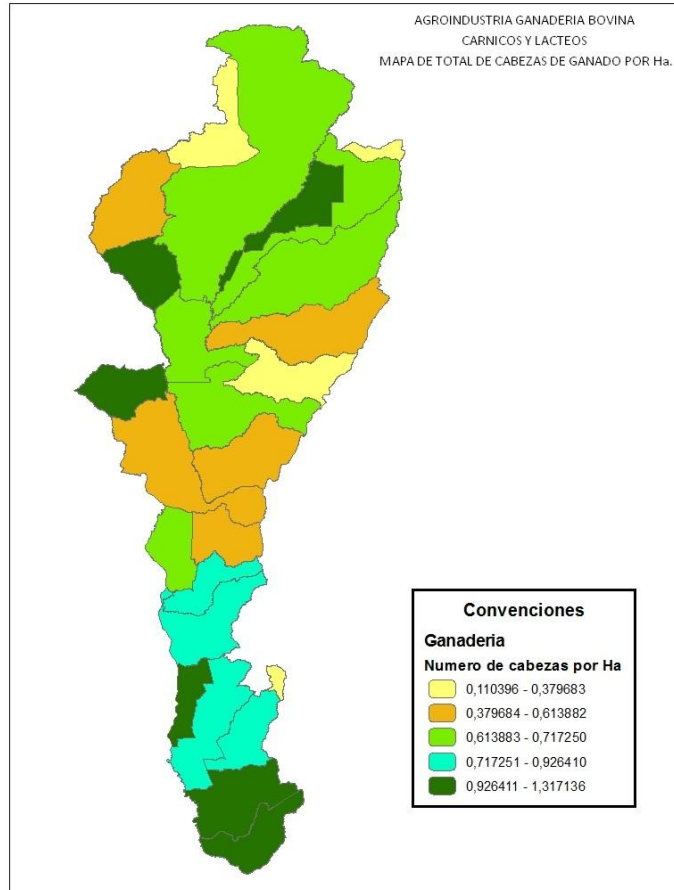 AGROINDUSTRIA GANADERIA BOVINA
CARNICOS Y LACTEOS
MAPA DE TOTAL DE CABEZAS DE GANADO POR Ha.
Convenciones
Ganaderia
Numero de cabezas por Ha
0,110396 - 0,379683
0,379684 - 0,613882
0,613883 - 0,717250
0,717251 - 0,926410
0,926411 - 1,317136